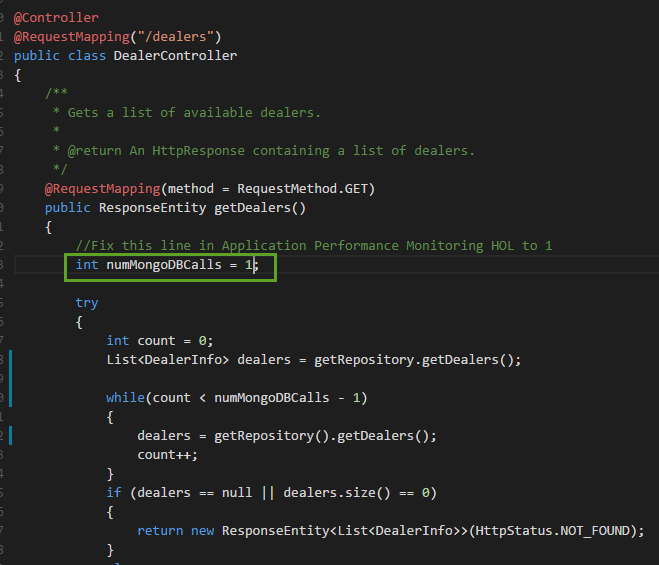 @Controller
@RequestMapping("/dealers")
public class DealerController
{
/**
* Gets a list of available dealers.
*
* @return An HttpResponse containing a list of dealers.
*/
@RequestMapping(method = RequestMethod.GET)
public ResponseEntity getDealers()
{
//Fix this line in Application Performance Monitoring HOL to 1
int numMongoDBCalls = 1;
try
{
int count = 0;
List<DealerInfo> dealers = getRepository.getDealers();
while(count < numMongoDBCalls - 1)
{
dealers = getRepository().getDealers();
count++;
}
if (dealers == null || dealers.size() == 0)
{
return new ResponseEntity<List<DealerInfo>>(HttpStatus.NOT_FOUND);
}